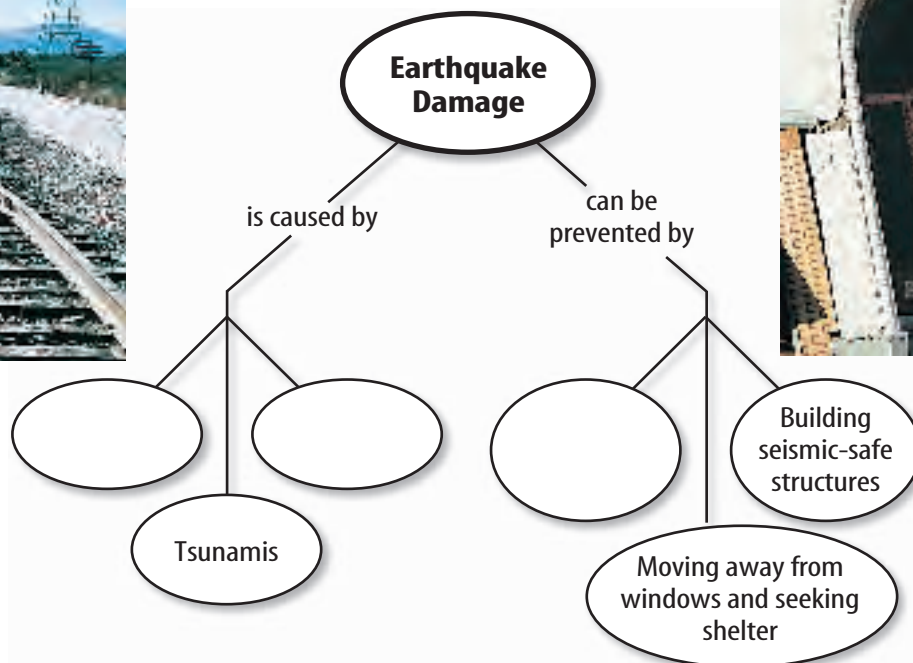 Earthquake
Damage
is caused by
can be
prevented by
Building
seismic-safe
structures
Tsunamis
Moving away from
windows and seeking
shelter